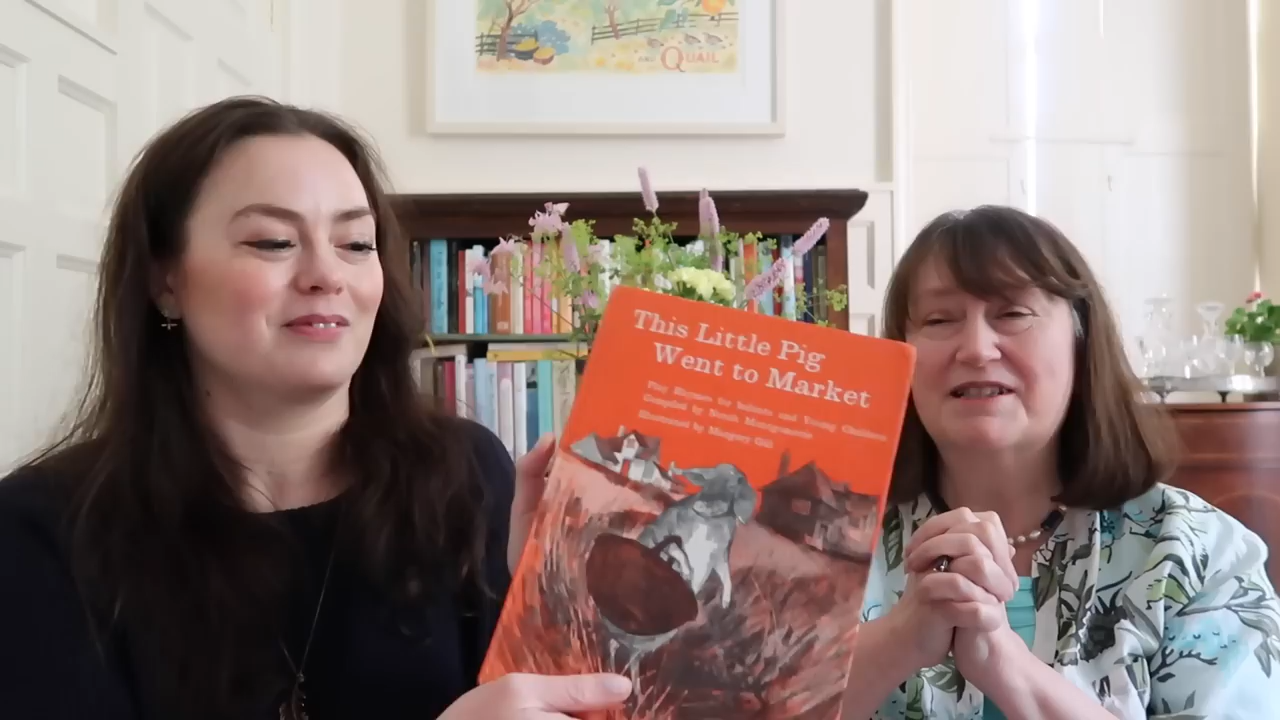 AND QUAIL
This Little Pig
Went to Market
Play Rhymes for Infants and Young Children
Compiled by Norah Montgomerie
Illustrated by Margery Gill